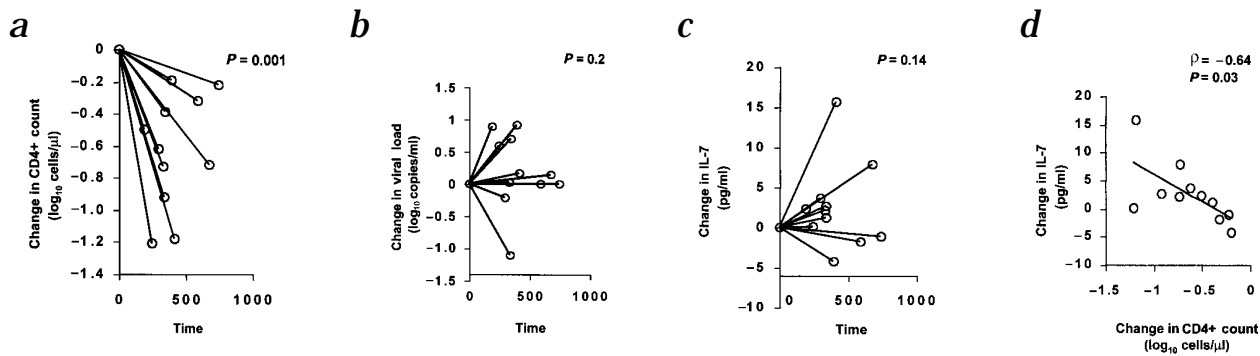 a
P = 0.001
0
−0.2
−0.4
−0.6
−0.8
−1.0
−1.2
−1.4
0 500 1000
Time
Change in CD4+ count
(log10 cells/µl)
b
P = 0.2
1.5
1
0.5
0
−0.5
−1.0
−1.5
0 500 1000
Time
Change in viral load
(log10 copies/ml)
c
P = 0.14
20
15
10
5
0
−5
−10
0 500 1000
Time
Change in IL-7
(pg/ml)
d
ρ = −0.64
P = 0.03
20
15
10
5
0
−5
−10
−1.5 −1 −0.5 0
Change in IL-7
(pg/ml)
Change in CD4+ count
(log10 cells/µl)